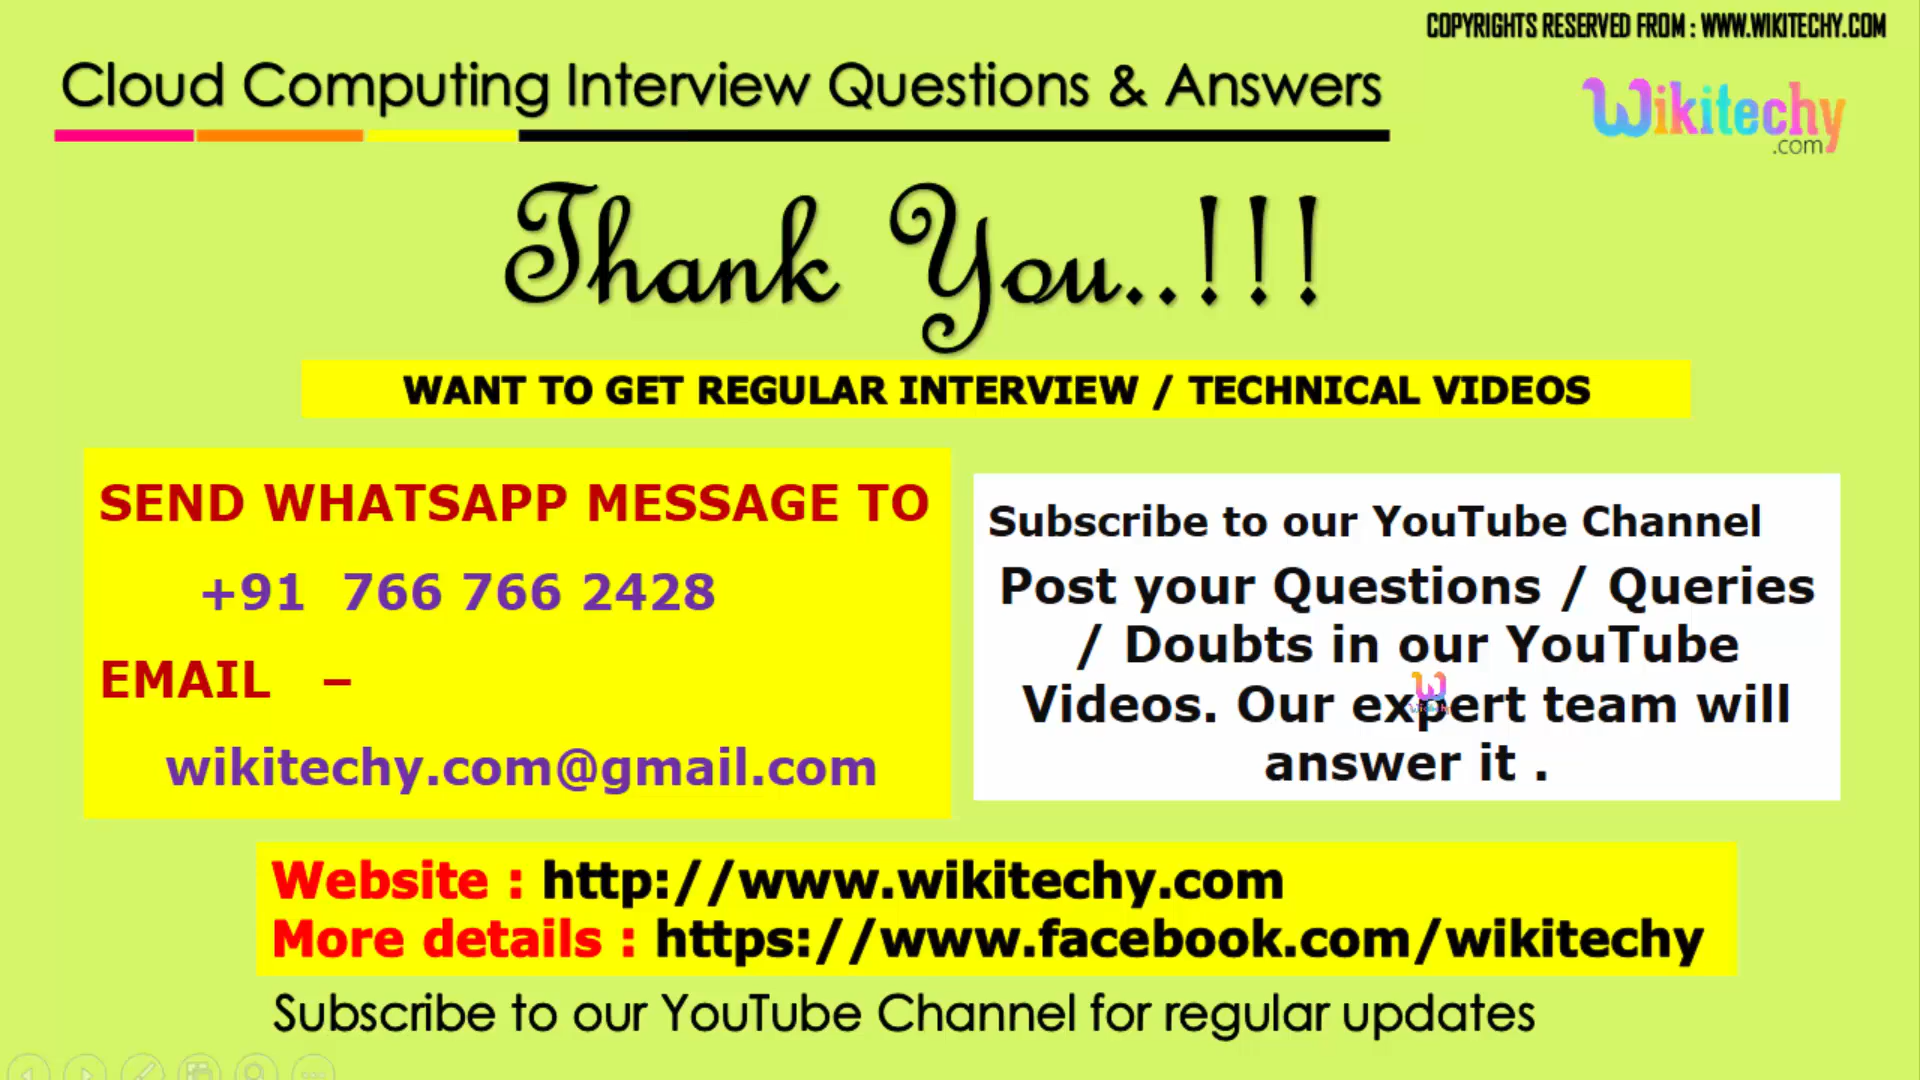 COPYRIGHTS RESERVED FROM : WWW.WIKITECHY.COM
Cloud Computing Interview Questions & Answers
Wikitechy
.com
Thank You..!!!
WANT TO GET REGULAR INTERVIEW / TECHNICAL VIDEOS
SEND WHATSAPP MESSAGE TO
+91 766 766 2428
EMAIL –
wikitechy.com@gmail.com
Subscribe to our YouTube Channel
Post your Questions / Queries
/ Doubts in our YouTube
Videos. Our expert team will
answer it .
Website : http://www.wikitechy.com
More details : https://www.facebook.com/wikitechy
Subscribe to our YouTube Channel for regular updates